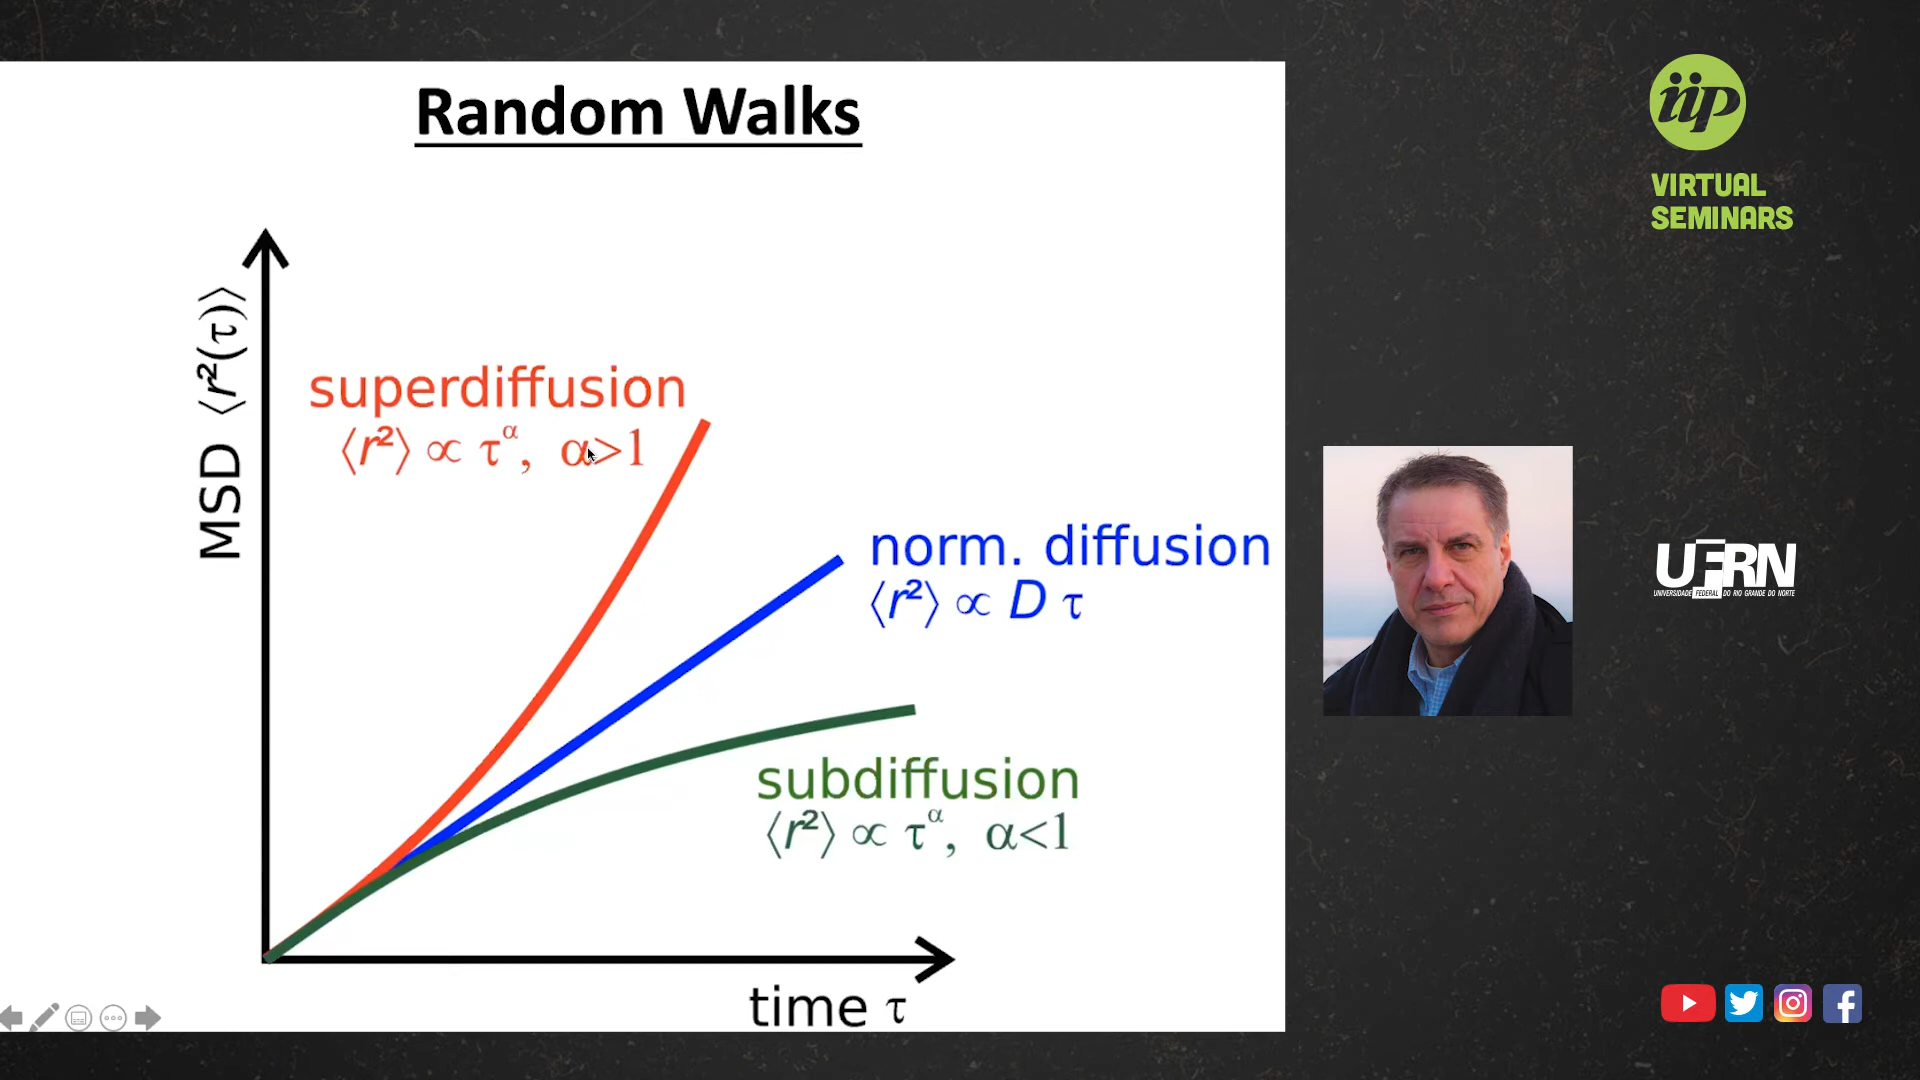 Random Walks
MSD ⟨r²(τ)⟩
superdiffusion
⟨r²⟩ ∝ τ^α, α>1
norm. diffusion
⟨r²⟩ ∝ D τ
subdiffusion
⟨r²⟩ ∝ τ^α, α<1
time τ
iip
VIRTUAL
SEMINARS
UFRN
UNIVERSIDADE FEDERAL DO RIO GRANDE DO NORTE